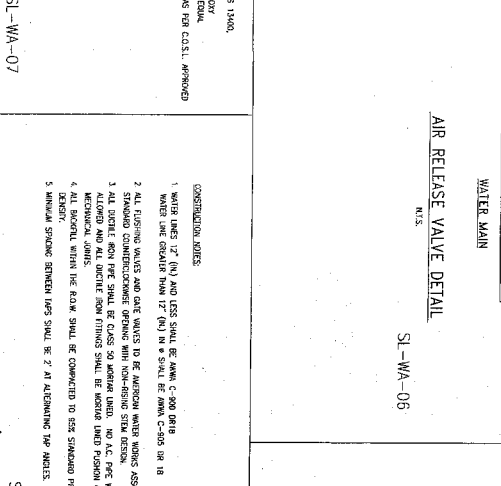 WATER MAIN
AIR RELEASE VALVE DETAIL
N.T.S.
SL-WA-06
S 13400,
OXY
EQUAL
AS PER C.O.S.L. APPROVED
SL-WA-07
CONSTRUCTION NOTES:
1. WATER LINES 12" (IN.) AND LESS SHALL BE AWWA C-900 DR18
WATER LINE GREATER THAN 12" (IN.) IN ø SHALL BE AWWA C-905 DR 18
2. ALL FLUSHING VALVES AND GATE VALVES TO BE AMERICAN WATER WORKS ASS
STANDARD COUNTERCLOCKWISE OPENING WITH NON-RISING STEM DESIGN.
3. ALL DUCTILE IRON PIPE SHALL BE CLASS 50 MORTAR LINED. NO A.C. PIPE W
ALLOWED AND ALL DUCTILE IRON FITTINGS SHALL BE MORTAR LINED PUSHON
MECHANICAL JOINTS.
4. ALL BACKFILL WITHIN THE R.O.W. SHALL BE COMPACTED TO 95% STANDARD P
DENSITY.
5. MINIMUM SPACING BETWEEN TAPS SHALL BE 2' AT ALTERNATING TAP ANGLES.